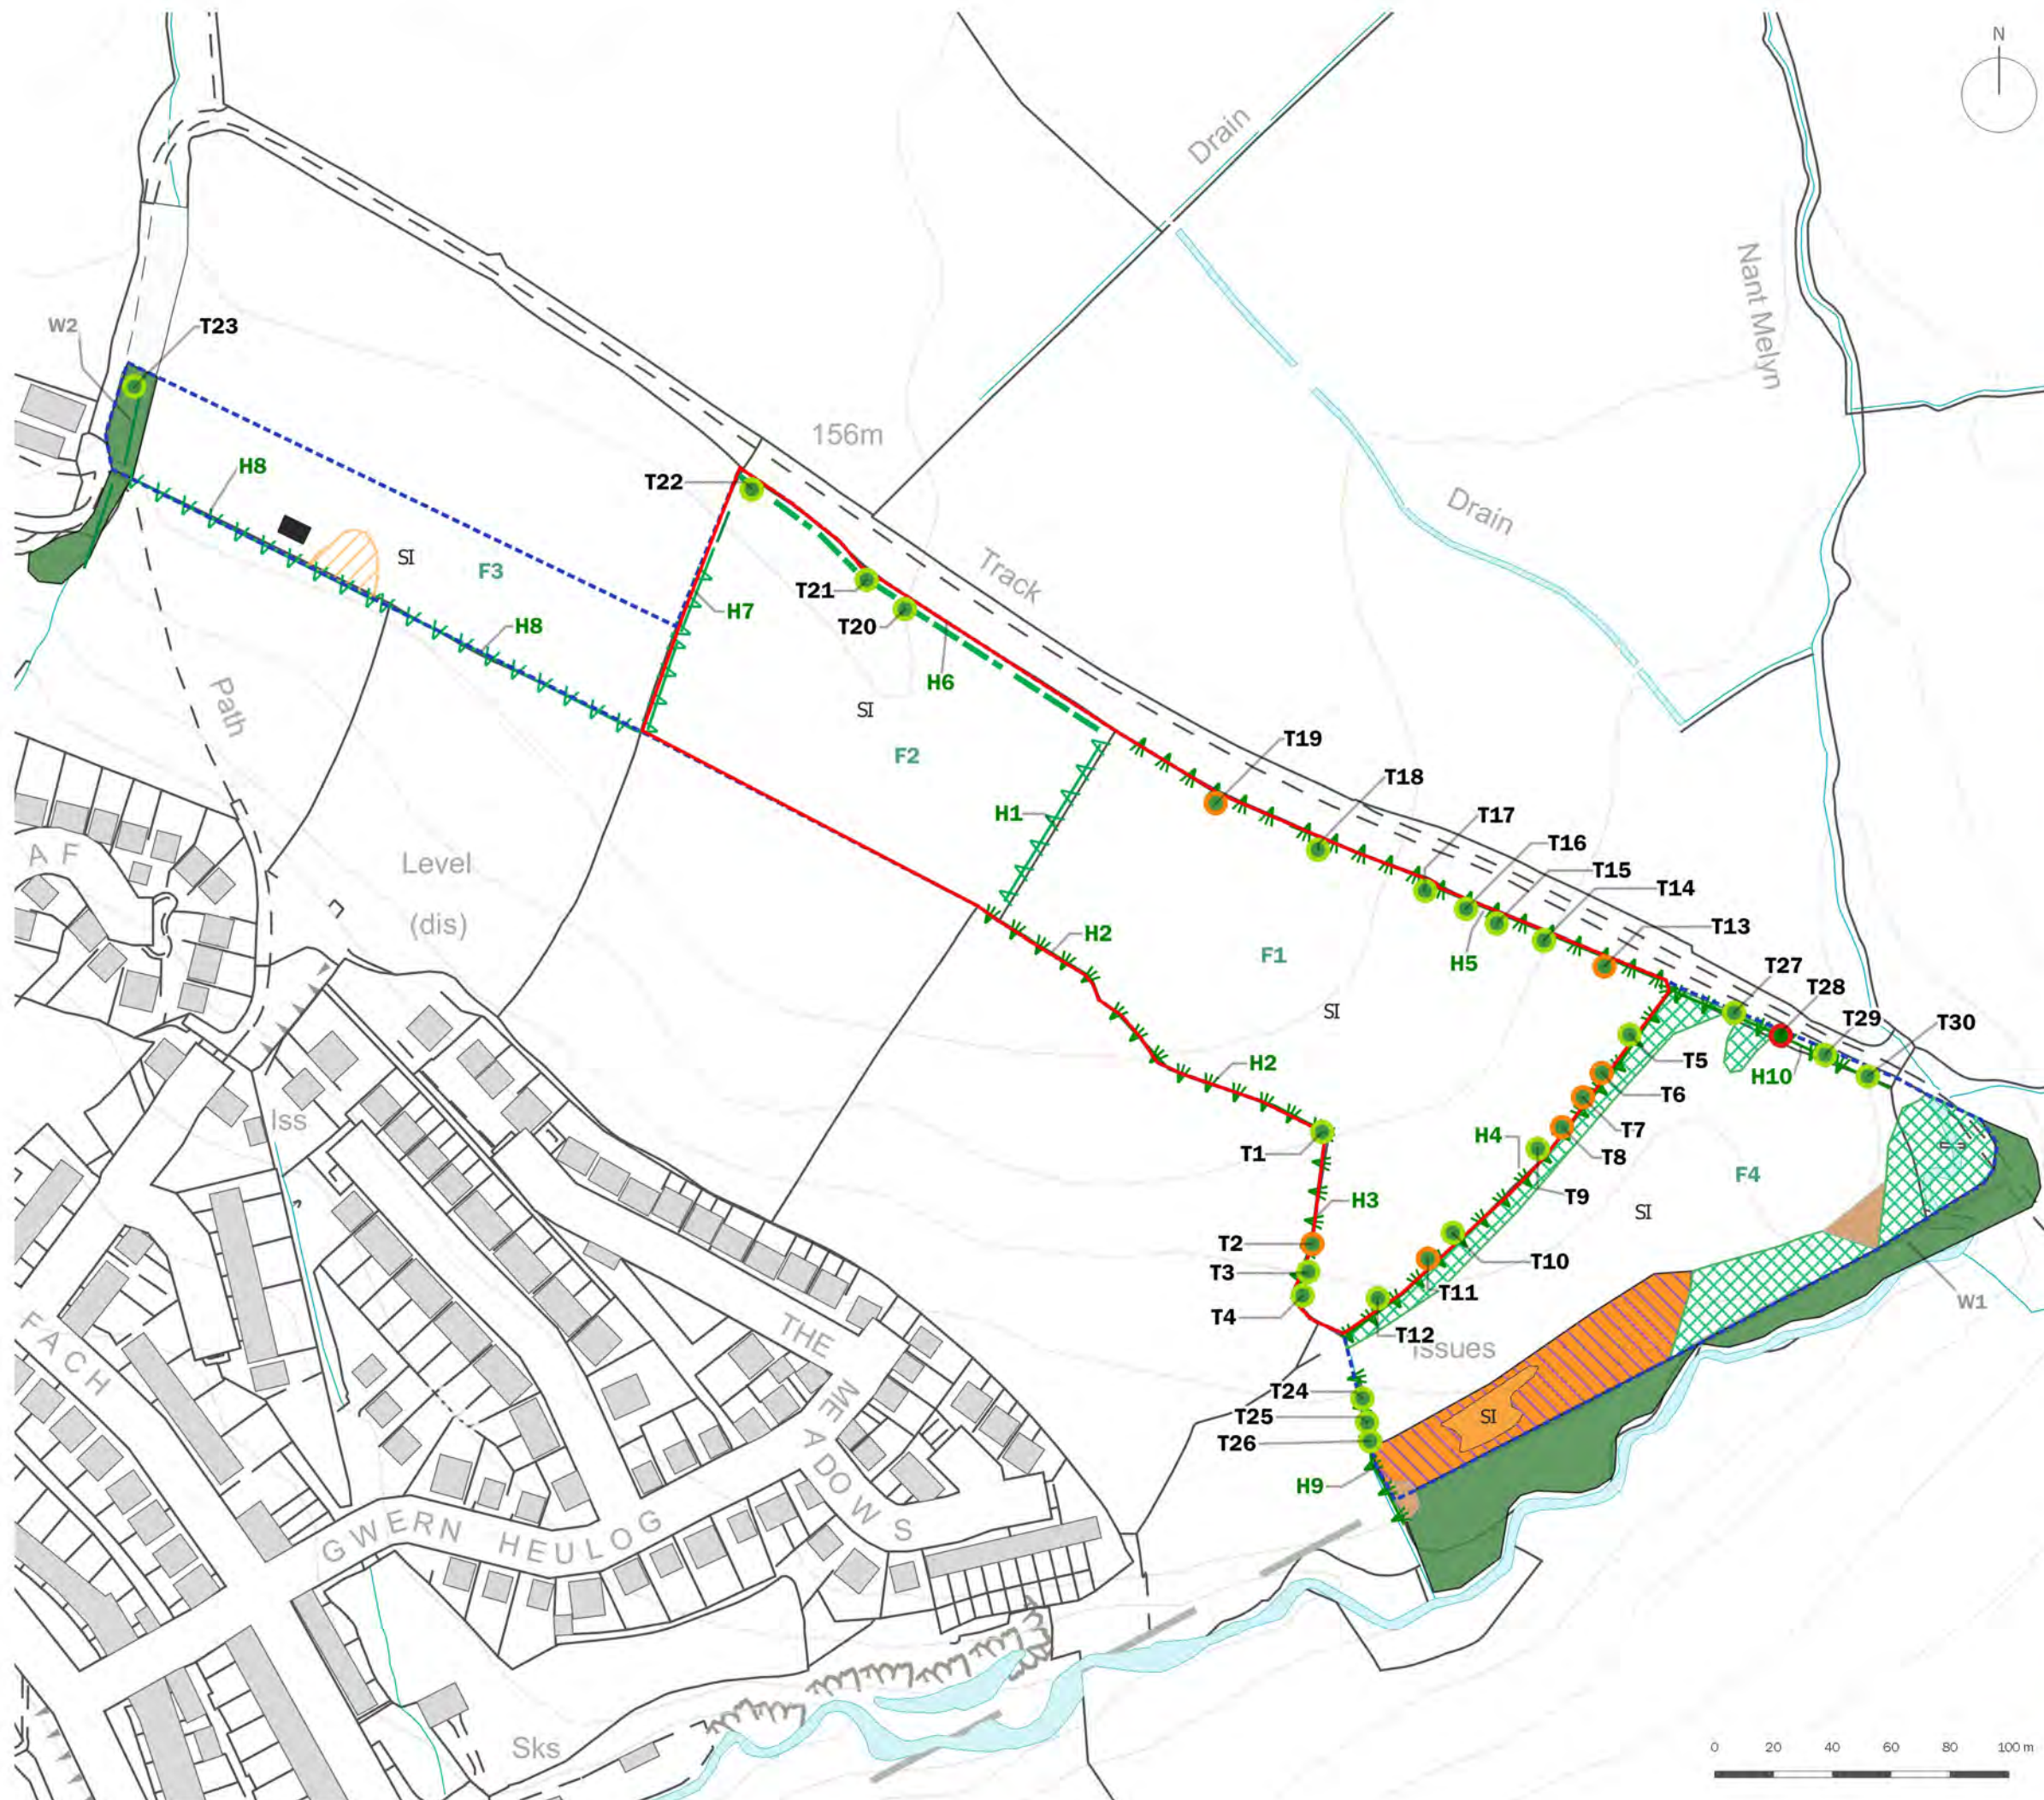 N
Drain
Nant Melyn
W2
T23
156m
H8
T22
Drain
SI
F3
T21
Track
H7
T20
H8
H6
Path
SI
F2
T19
T18
H1
T17
T16
A F
Level
T15
T14
(dis)
H2
T13
F1
H5
T27
T28
SI
T29
T30
H2
T5
H10
Iss
T6
T7
H4
T1
T8
F4
T9
H3
SI
T2
T3
T10
T11
W1
T4
T12
THE
Issues
FACH
T24
SI
T25
T26
MEADOWS
H9
GWERN HEULOG
Sks
0 20 40 60 80 100 m